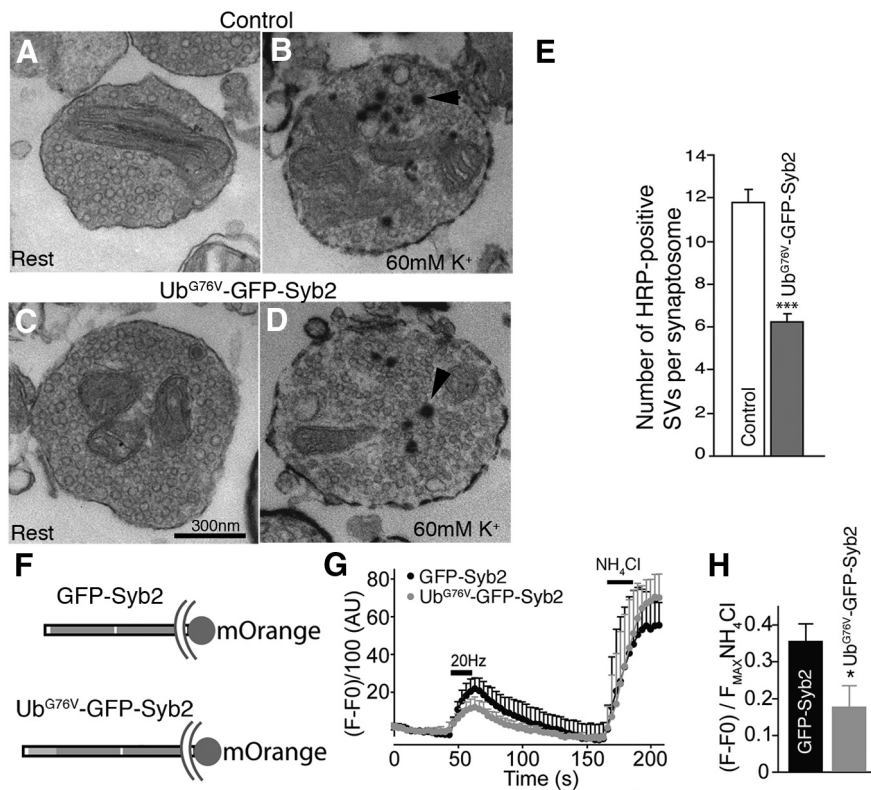 Control
A
B
Rest
60mM K⁺
Ub^G76V-GFP-Syb2
C
D
Rest
300nm
60mM K⁺
E
Number of HRP-positive
SVs per synaptosome
14
12
10
8
6
4
2
0
Control
*** Ub^G76V-GFP-Syb2
F
GFP-Syb2
mOrange
Ub^G76V-GFP-Syb2
mOrange
G
(F-F0)/100 (AU)
80
60
40
20
GFP-Syb2
Ub^G76V-GFP-Syb2
NH₄Cl
20Hz
0 50 100 150 200
Time (s)
H
(F-F0) / F_MAX NH₄Cl
0.4
0.3
0.2
0.1
0
GFP-Syb2
* Ub^G76V-GFP-Syb2